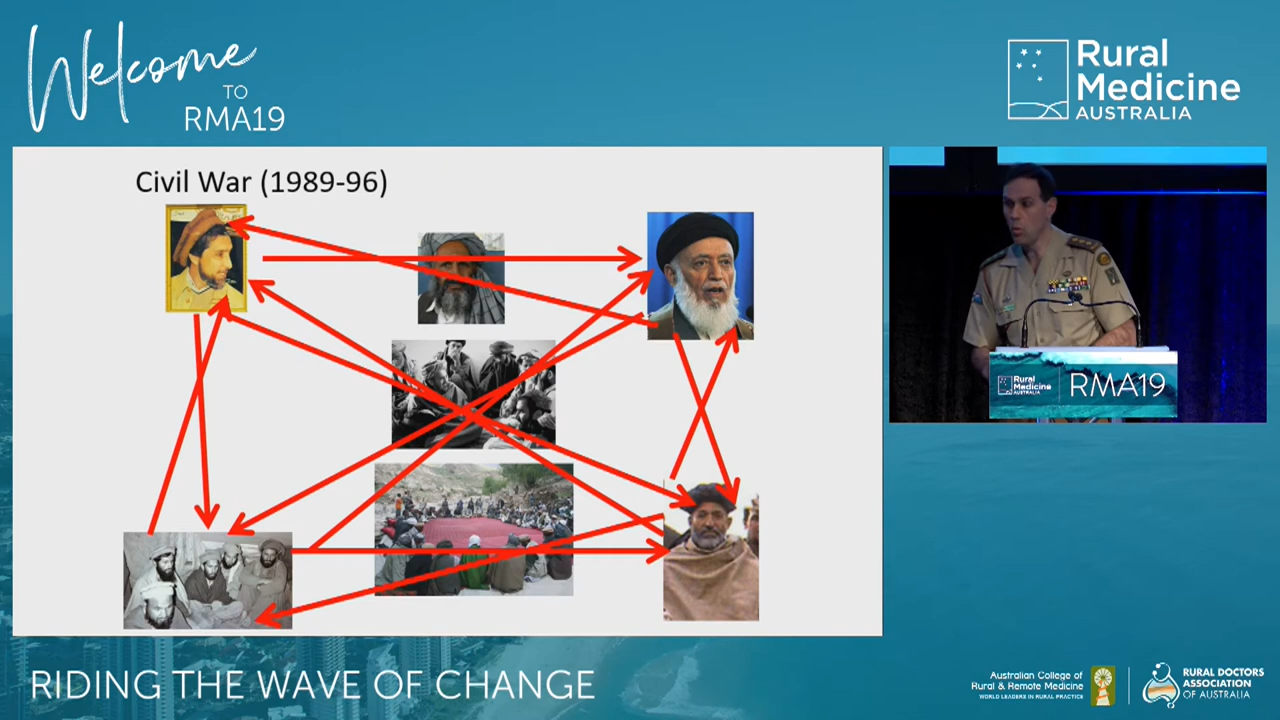 Welcome
TO
RMA19
Rural
Medicine
AUSTRALIA
Civil War (1989-96)
Rural
Medicine
AUSTRALIA
RMA19
RIDING THE WAVE OF CHANGE
Australian College of
Rural & Remote Medicine
WORLD LEADERS IN RURAL PRACTICE
RURAL DOCTORS
ASSOCIATION
OF AUSTRALIA